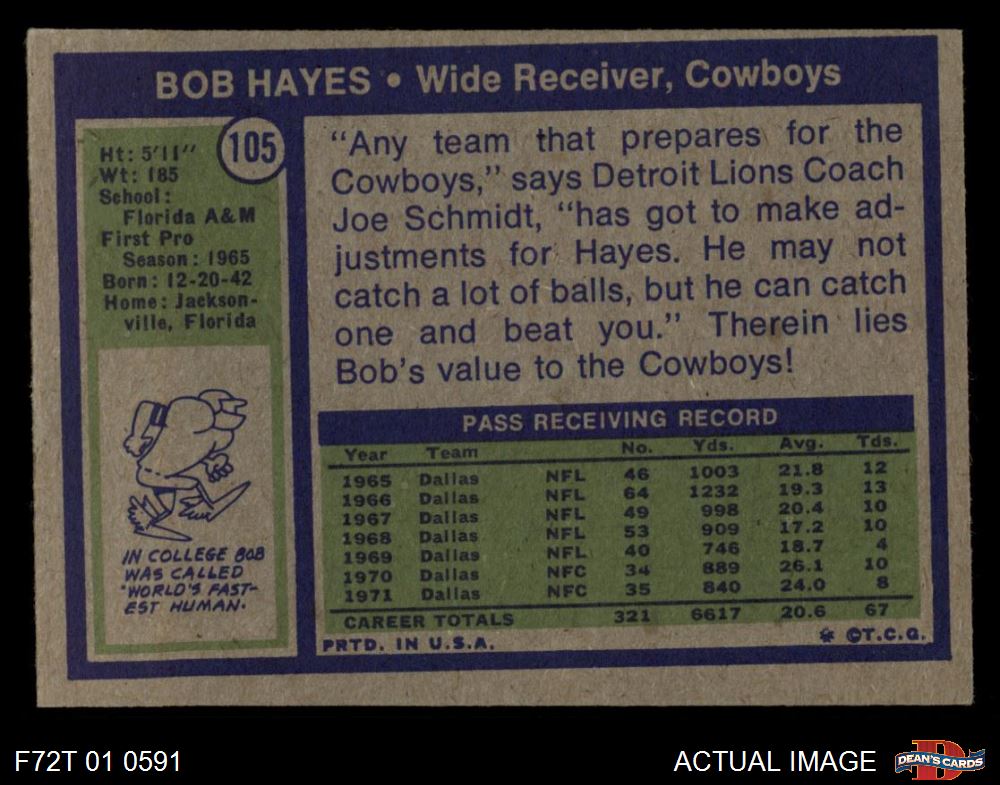 BOB HAYES • Wide Receiver, Cowboys
105
Ht: 5'11"
Wt: 185
School:
Florida A&M
First Pro
Season: 1965
Born: 12-20-42
Home: Jackson-
ville, Florida
IN COLLEGE BOB
WAS CALLED
"WORLD'S FAST-
EST HUMAN.
"Any team that prepares for the
Cowboys," says Detroit Lions Coach
Joe Schmidt, "has got to make ad-
justments for Hayes. He may not
catch a lot of balls, but he can catch
one and beat you." Therein lies
Bob's value to the Cowboys!
PASS RECEIVING RECORD
Year Team No. Yds. Avg. Tds.
1965 Dallas NFL 46 1003 21.8 12
1966 Dallas NFL 64 1232 19.3 13
1967 Dallas NFL 49 998 20.4 10
1968 Dallas NFL 53 909 17.2 10
1969 Dallas NFL 40 746 18.7 4
1970 Dallas NFC 34 889 26.1 10
1971 Dallas NFC 35 840 24.0 8
CAREER TOTALS 321 6617 20.6 67
PRTD. IN U.S.A. * ©T.C.G.
F72T 01 0591 ACTUAL IMAGE
D
DEAN'S CARDS